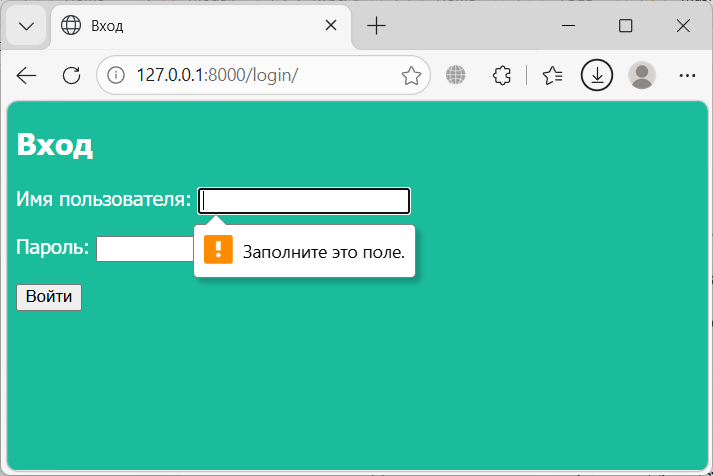 Вход
127.0.0.1:8000/login/
Вход
Имя пользователя:
Пароль:
Заполните это поле.
Войти